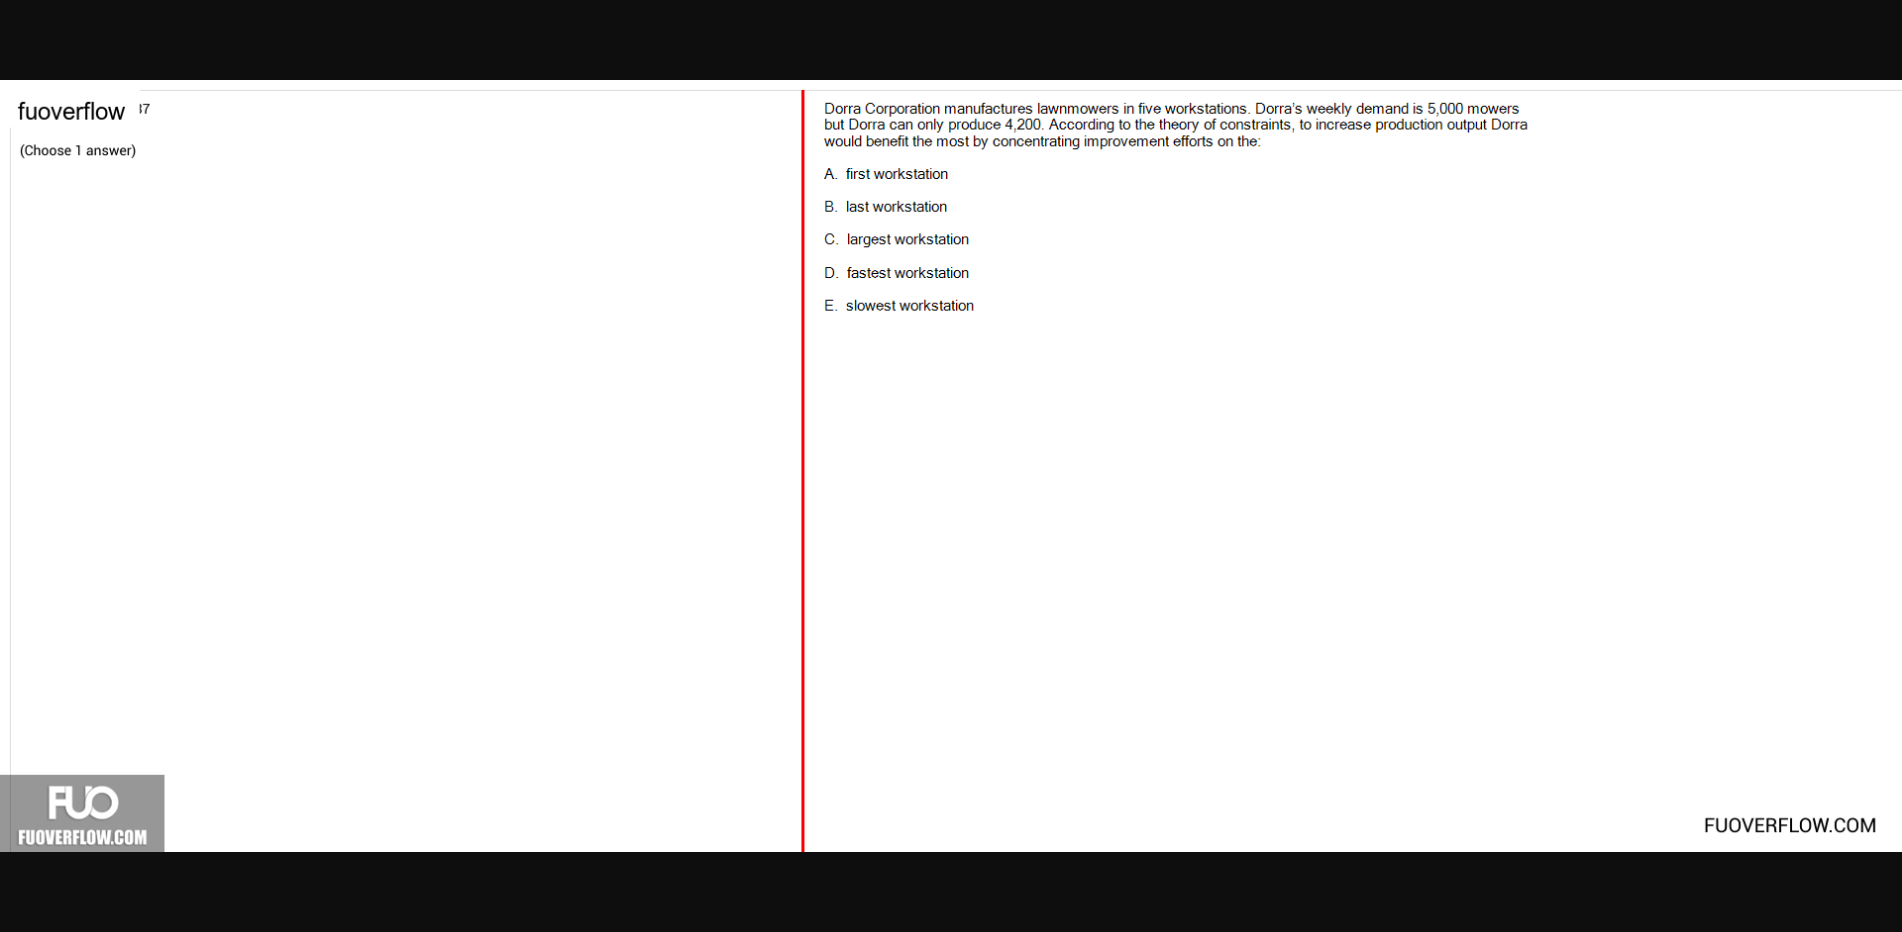 fuoverflow
37
(Choose 1 answer)
Dorra Corporation manufactures lawnmowers in five workstations. Dorra's weekly demand is 5,000 mowers
but Dorra can only produce 4,200. According to the theory of constraints, to increase production output Dorra
would benefit the most by concentrating improvement efforts on the:
A. first workstation
B. last workstation
C. largest workstation
D. fastest workstation
E. slowest workstation
FUO
FUOVERFLOW.COM
FUOVERFLOW.COM